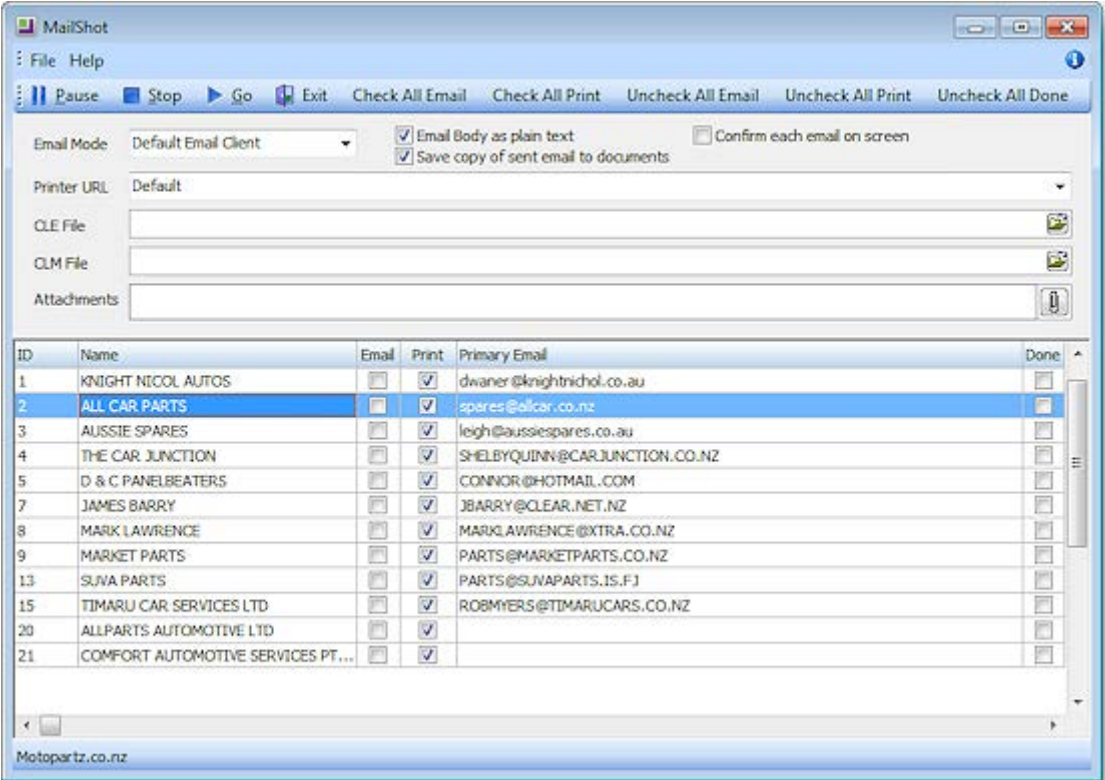 MailShot
File Help
Pause Stop Go Exit Check All Email Check All Print Uncheck All Email Uncheck All Print Uncheck All Done
Email Mode Default Email Client Email Body as plain text Confirm each email on screen
Save copy of sent email to documents
Printer URL Default
CLE File
CLM File
Attachments
ID Name Email Print Primary Email Done
1 KNIGHT NICOL AUTOS dwaner@knightnichol.co.au
2 ALL CAR PARTS spares@allcar.co.nz
3 AUSSIE SPARES leigh@aussiespares.co.au
4 THE CAR JUNCTION SHELBYQUINN@CARJUNCTION.CO.NZ
5 D & C PANELBEATERS CONNOR@HOTMAIL.COM
7 JAMES BARRY JBARRY@CLEAR.NET.NZ
8 MARK LAWRENCE MARKLAWRENCE@XTRA.CO.NZ
9 MARKET PARTS PARTS@MARKETPARTS.CO.NZ
13 SUVA PARTS PARTS@SUVAPARTS.IS.FJ
15 TIMARU CAR SERVICES LTD ROBMYERS@TIMARUCARS.CO.NZ
20 ALLPARTS AUTOMOTIVE LTD
21 COMFORT AUTOMOTIVE SERVICES PT...
Motopartz.co.nz